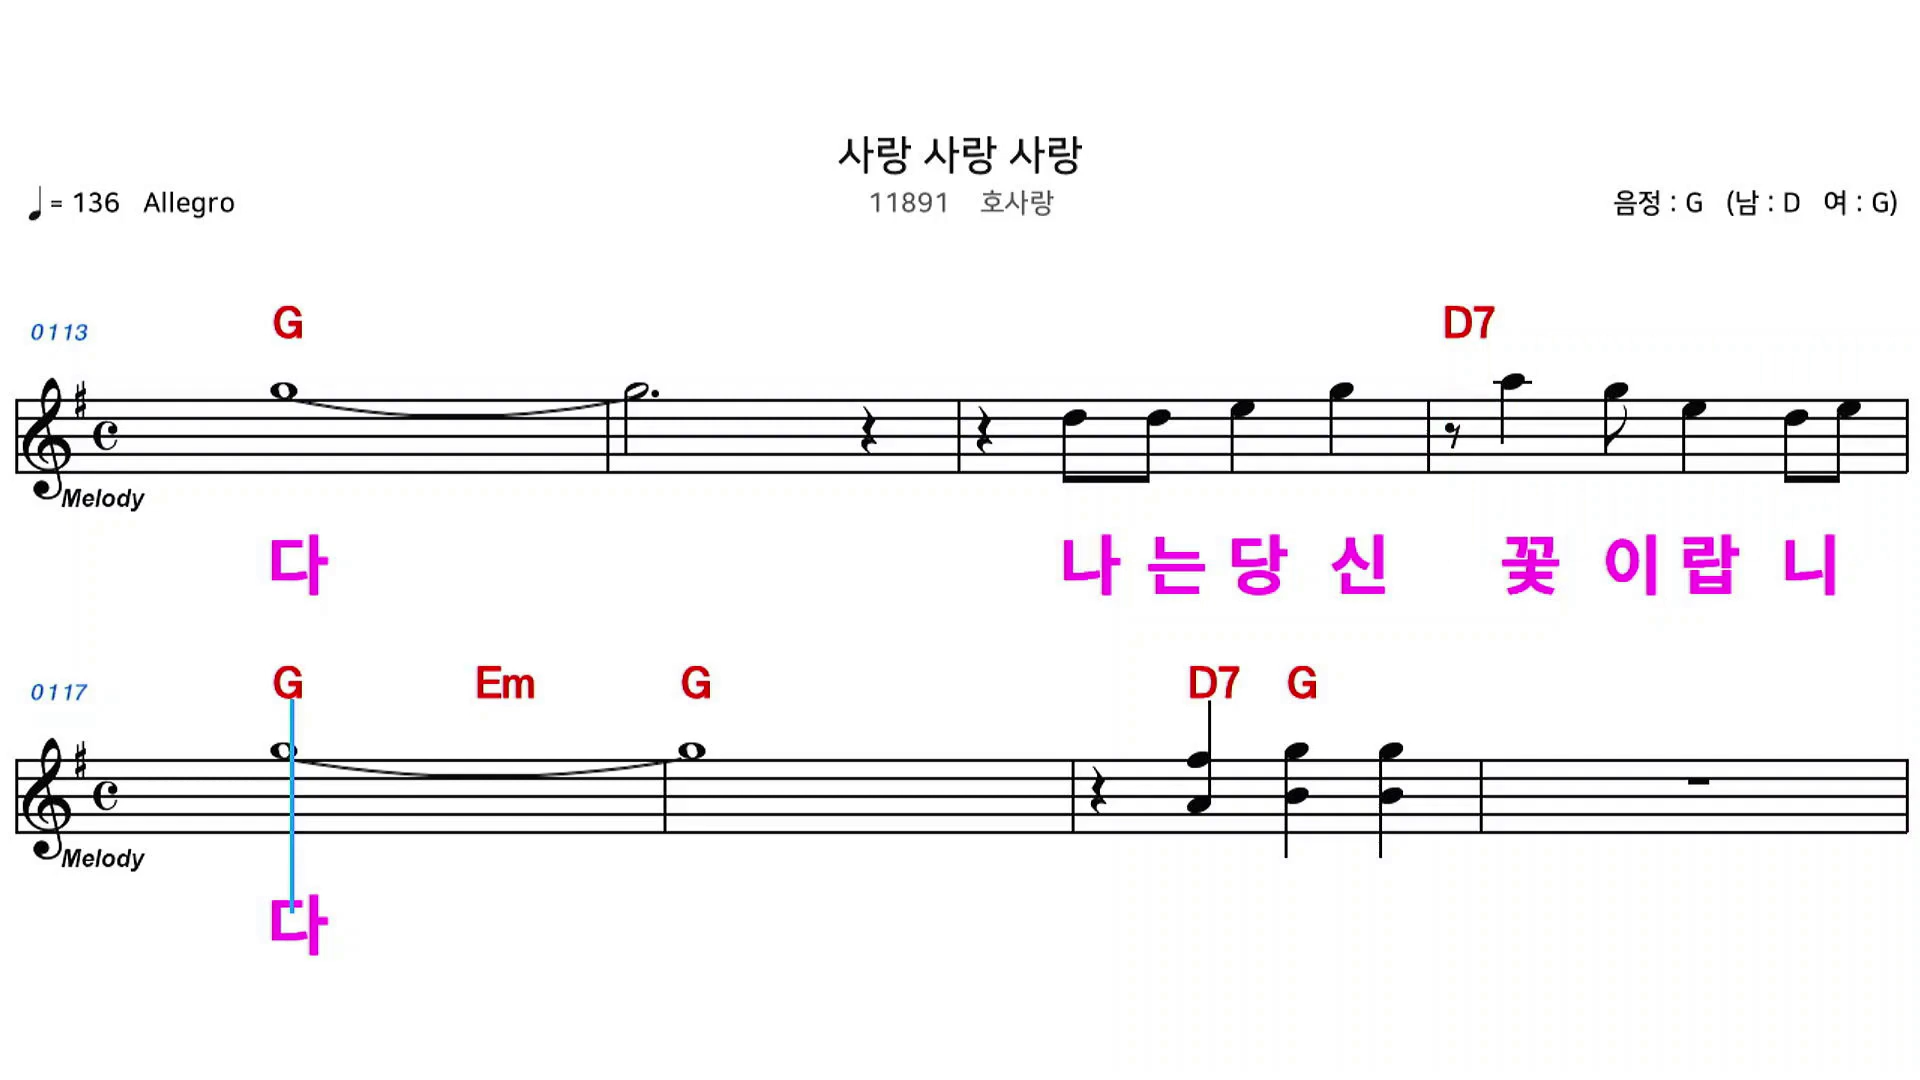 사랑 사랑 사랑
♩= 136 Allegro
11891 호사랑
음정 : G (남 : D 여 : G)
0113 G D7
Melody
다 나 는 당 신 꽃 이 랍 니
0117 G Em G D7 G
Melody
다